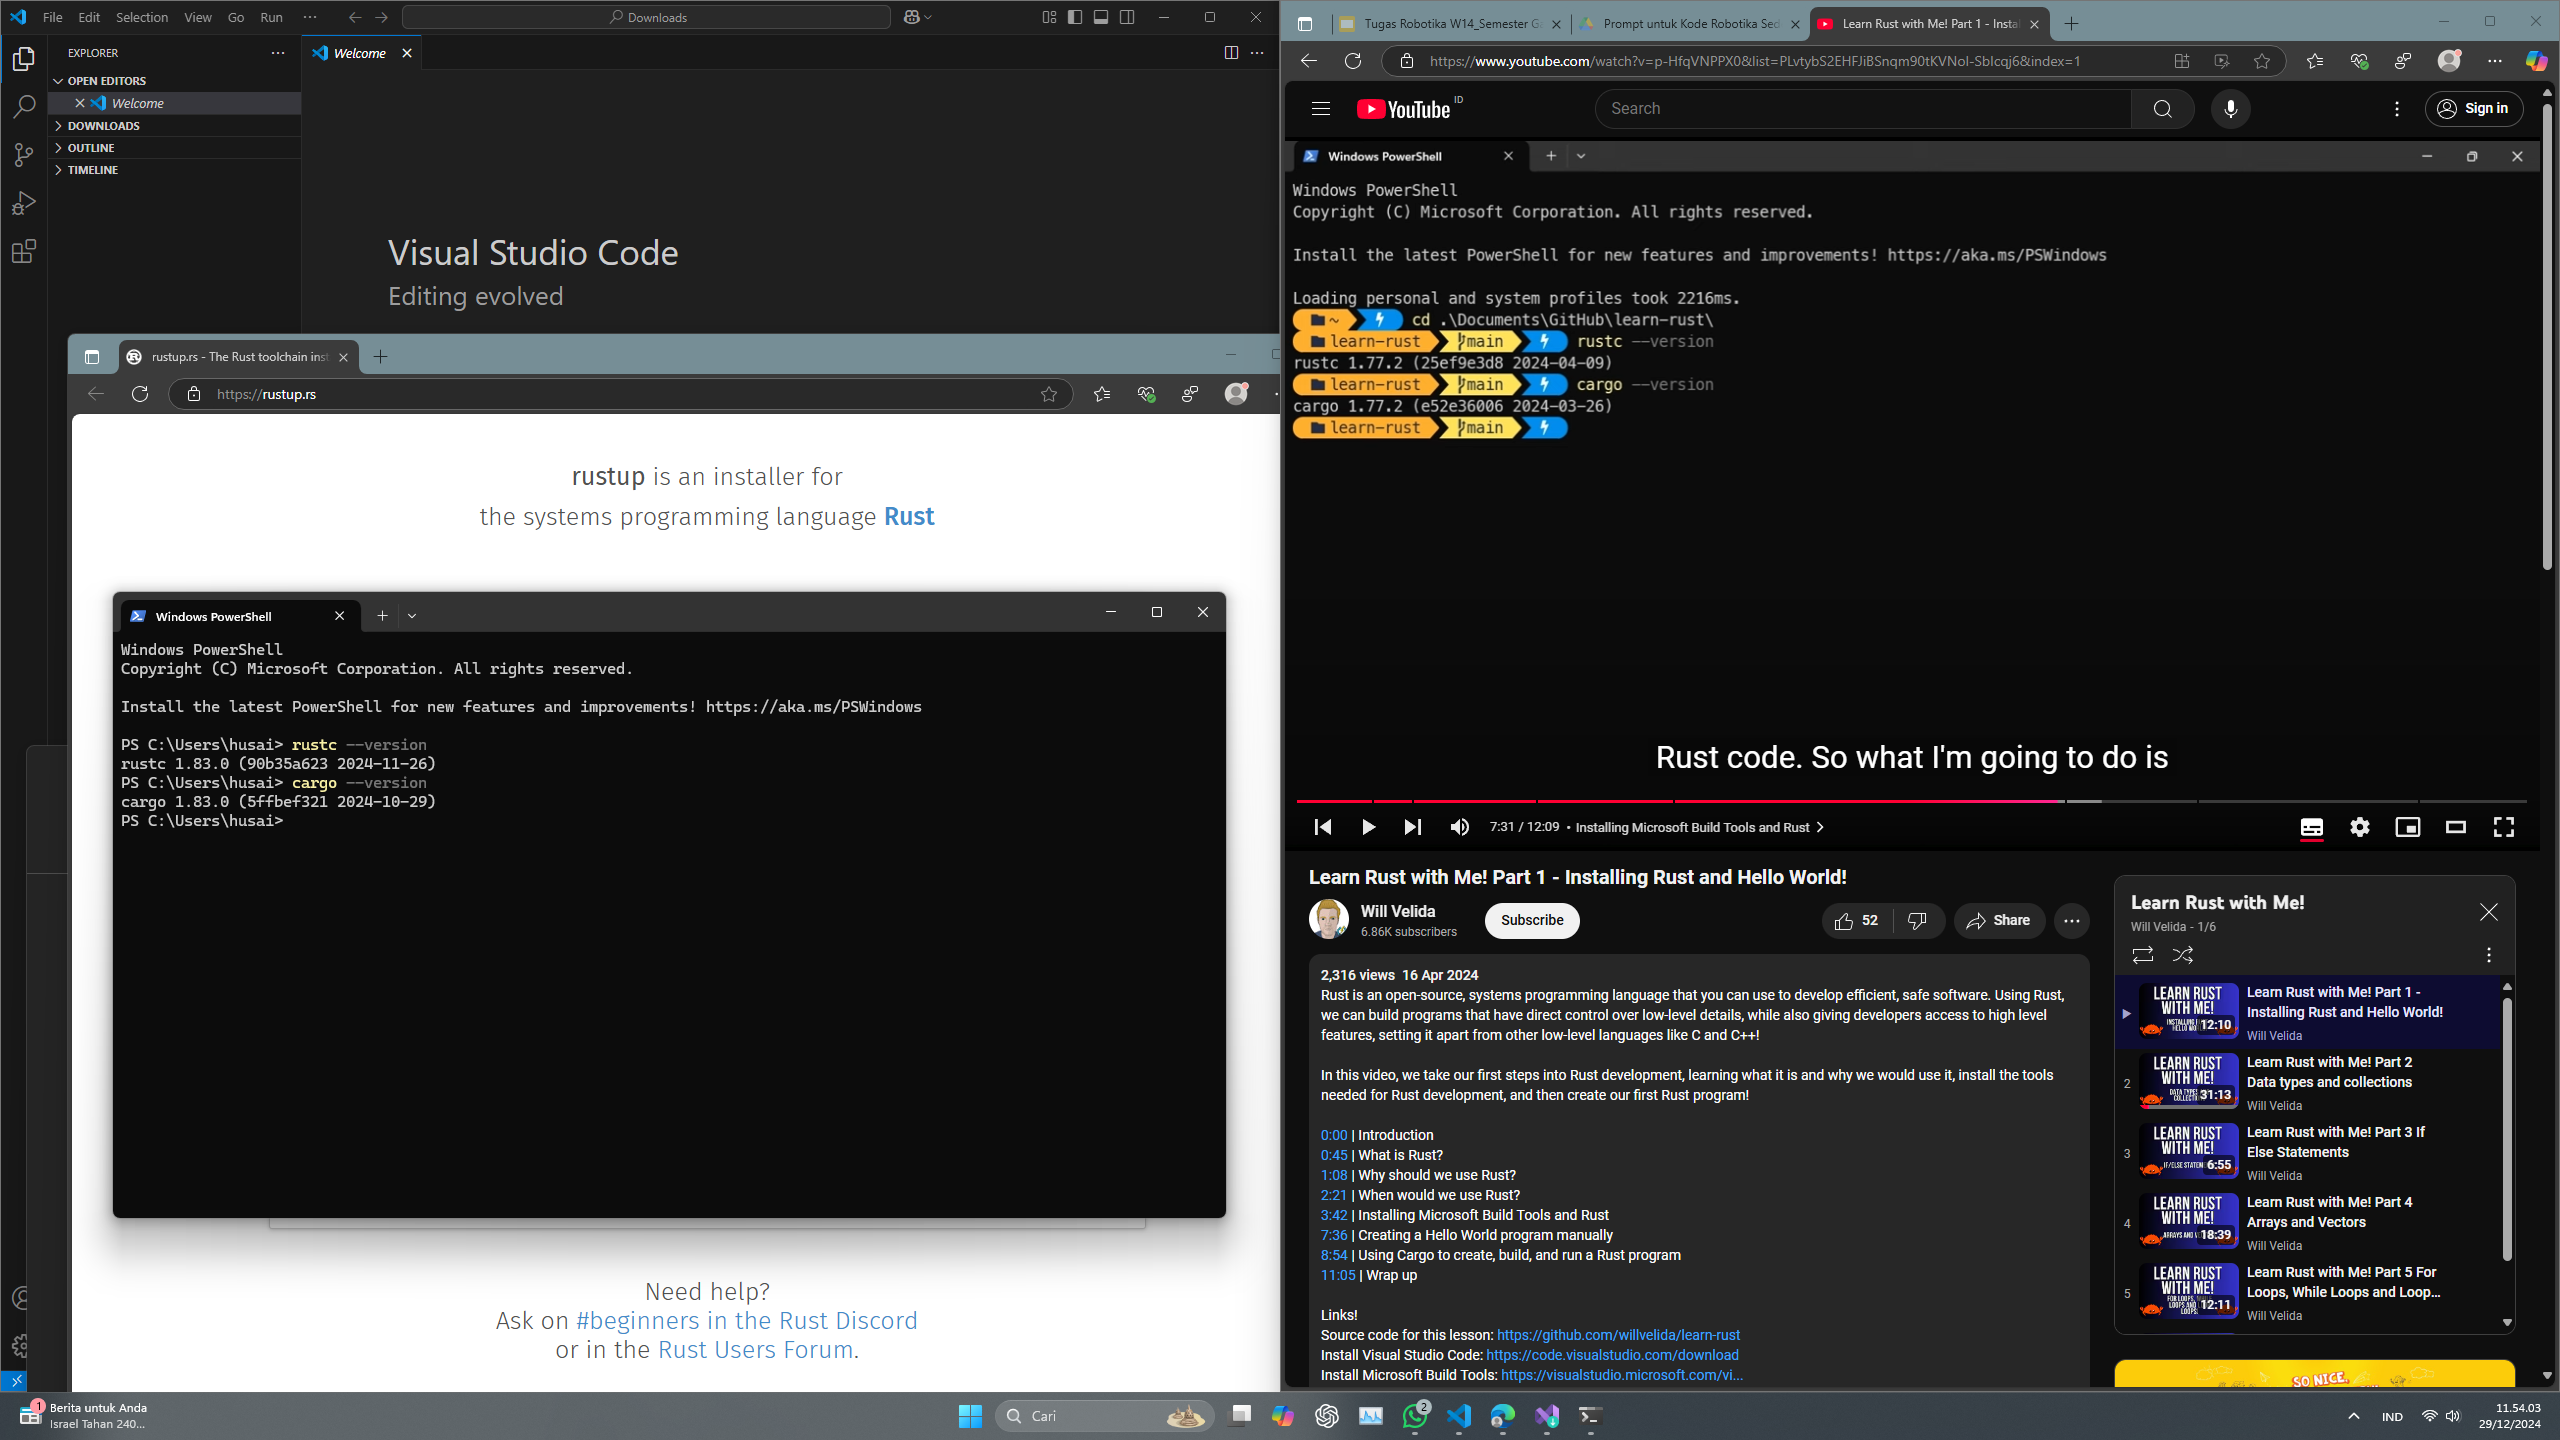 File Edit Selection View Go Run ··· Downloads
EXPLORER
OPEN EDITORS
Welcome
DOWNLOADS
OUTLINE
TIMELINE
Welcome
Visual Studio Code
Editing evolved
rustup.rs - The Rust toolchain inst
https://rustup.rs
rustup is an installer for
the systems programming language Rust
Windows PowerShell
Windows PowerShell
Copyright (C) Microsoft Corporation. All rights reserved.
Install the latest PowerShell for new features and improvements! https://aka.ms/PSWindows
PS C:\Users\husai> rustc --version
rustc 1.83.0 (90b35a623 2024-11-26)
PS C:\Users\husai> cargo --version
cargo 1.83.0 (5ffbef321 2024-10-29)
PS C:\Users\husai>
Need help?
Ask on #beginners in the Rust Discord
or in the Rust Users Forum.
Tugas Robotika W14_Semester Ga
Prompt untuk Kode Robotika Sed
Learn Rust with Me! Part 1 - Instal
https://www.youtube.com/watch?v=p-HfqVNPPX0&list=PLvtybS2EHFJiBSnqm90tKVNoI-SbIcqj6&index=1
YouTube ID
Search
Sign in
Windows PowerShell
Windows PowerShell
Copyright (C) Microsoft Corporation. All rights reserved.
Install the latest PowerShell for new features and improvements! https://aka.ms/PSWindows
Loading personal and system profiles took 2216ms.
~ cd .\Documents\GitHub\learn-rust\
learn-rust main rustc --version
rustc 1.77.2 (25ef9e3d8 2024-04-09)
learn-rust main cargo --version
cargo 1.77.2 (e52e36006 2024-03-26)
learn-rust main
Rust code. So what I'm going to do is
7:31 / 12:09 • Installing Microsoft Build Tools and Rust
Learn Rust with Me! Part 1 - Installing Rust and Hello World!
Will Velida
6.86K subscribers
Subscribe
52
Share
2,316 views 16 Apr 2024
Rust is an open-source, systems programming language that you can use to develop efficient, safe software. Using Rust,
we can build programs that have direct control over low-level details, while also giving developers access to high level
features, setting it apart from other low-level languages like C and C++!
In this video, we take our first steps into Rust development, learning what it is and why we would use it, install the tools
needed for Rust development, and then create our first Rust program!
0:00 | Introduction
0:45 | What is Rust?
1:08 | Why should we use Rust?
2:21 | When would we use Rust?
3:42 | Installing Microsoft Build Tools and Rust
7:36 | Creating a Hello World program manually
8:54 | Using Cargo to create, build, and run a Rust program
11:05 | Wrap up
Links!
Source code for this lesson: https://github.com/willvelida/learn-rust
Install Visual Studio Code: https://code.visualstudio.com/download
Install Microsoft Build Tools: https://visualstudio.microsoft.com/vi...
Learn Rust with Me!
Will Velida - 1/6
LEARN RUST
WITH ME!
12:10
Learn Rust with Me! Part 1 -
Installing Rust and Hello World!
Will Velida
2
LEARN RUST
WITH ME!
31:13
Learn Rust with Me! Part 2
Data types and collections
Will Velida
3
LEARN RUST
WITH ME!
6:55
Learn Rust with Me! Part 3 If
Else Statements
Will Velida
4
LEARN RUST
WITH ME!
18:39
Learn Rust with Me! Part 4
Arrays and Vectors
Will Velida
5
LEARN RUST
WITH ME!
12:11
Learn Rust with Me! Part 5 For
Loops, While Loops and Loop...
Will Velida
SO NICE,
1
Berita untuk Anda
Israel Tahan 240...
Cari
2
IND
11.54.03
29/12/2024